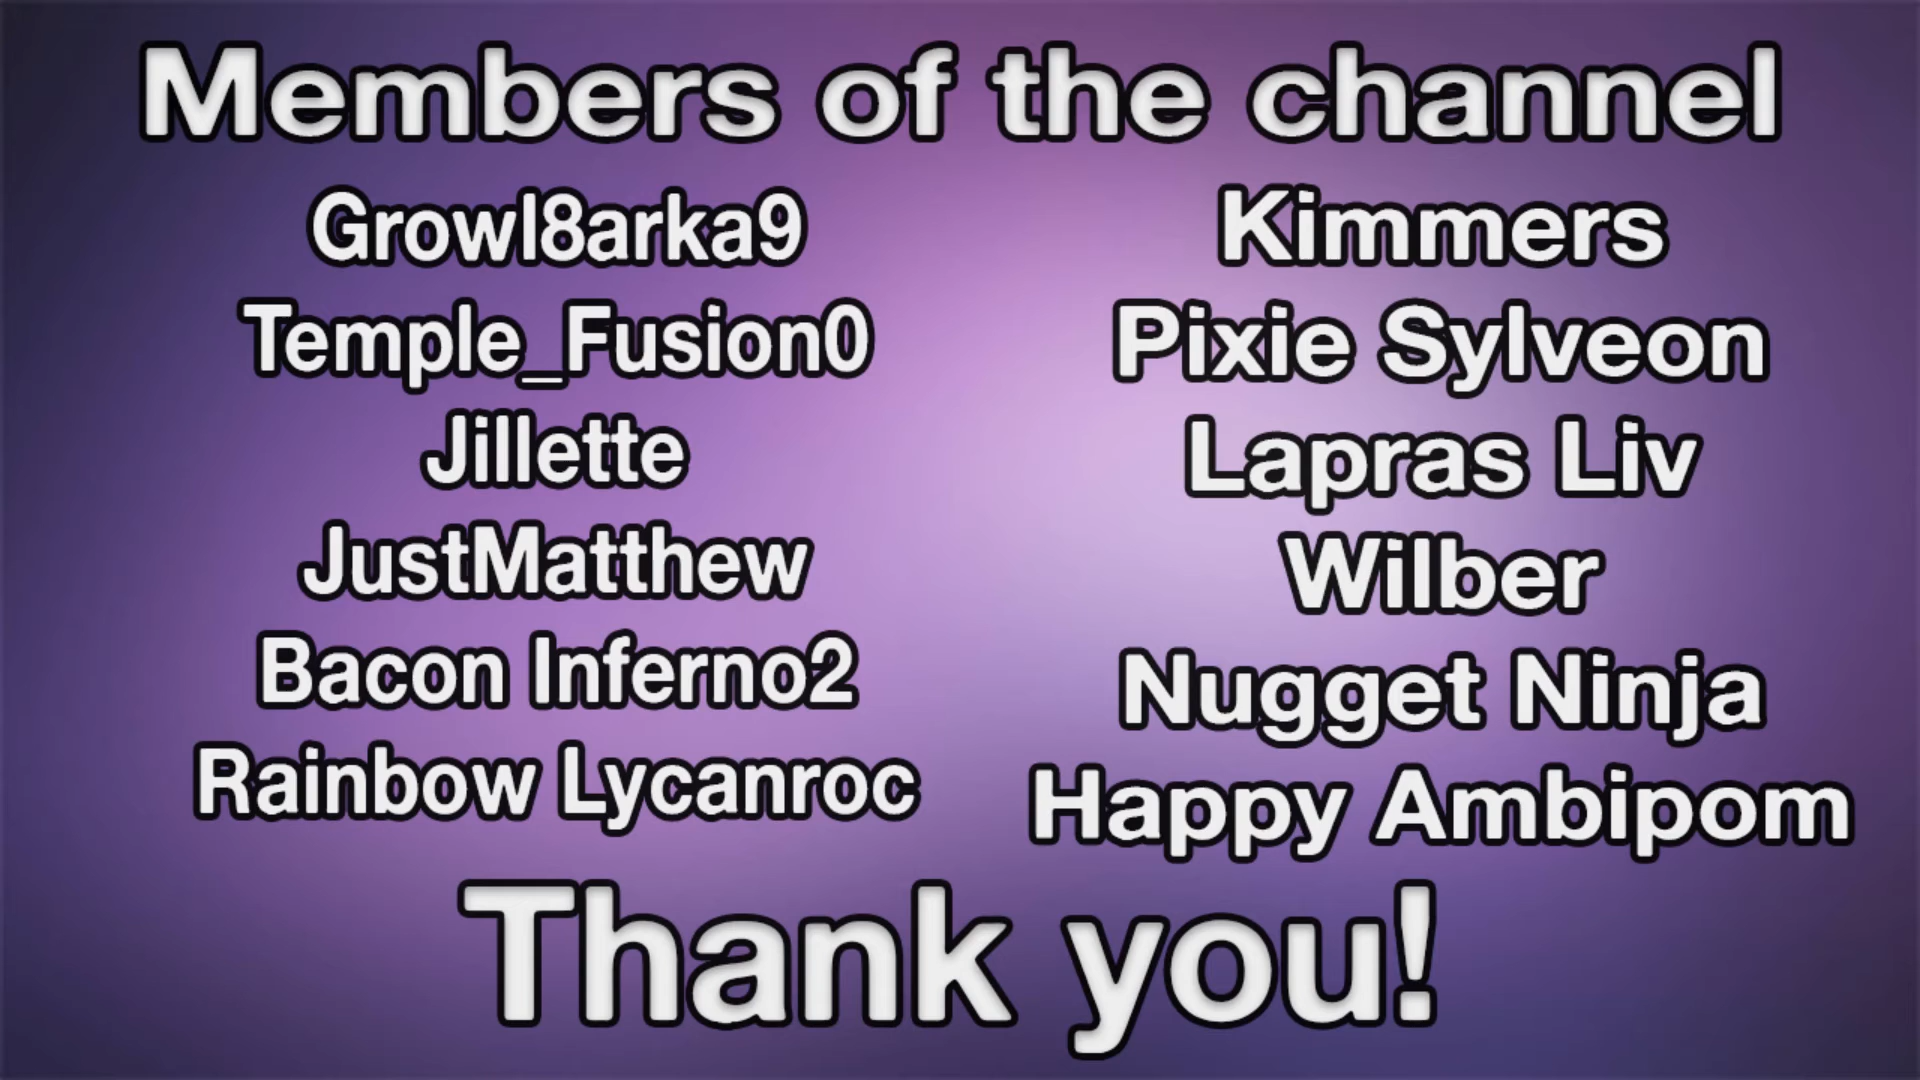 Members of the channel
Growl8arka9
Temple_Fusion0
Jillette
JustMatthew
Bacon Inferno2
Rainbow Lycanroc
Kimmers
Pixie Sylveon
Lapras Liv
Wilber
Nugget Ninja
Happy Ambipom
Thank you!